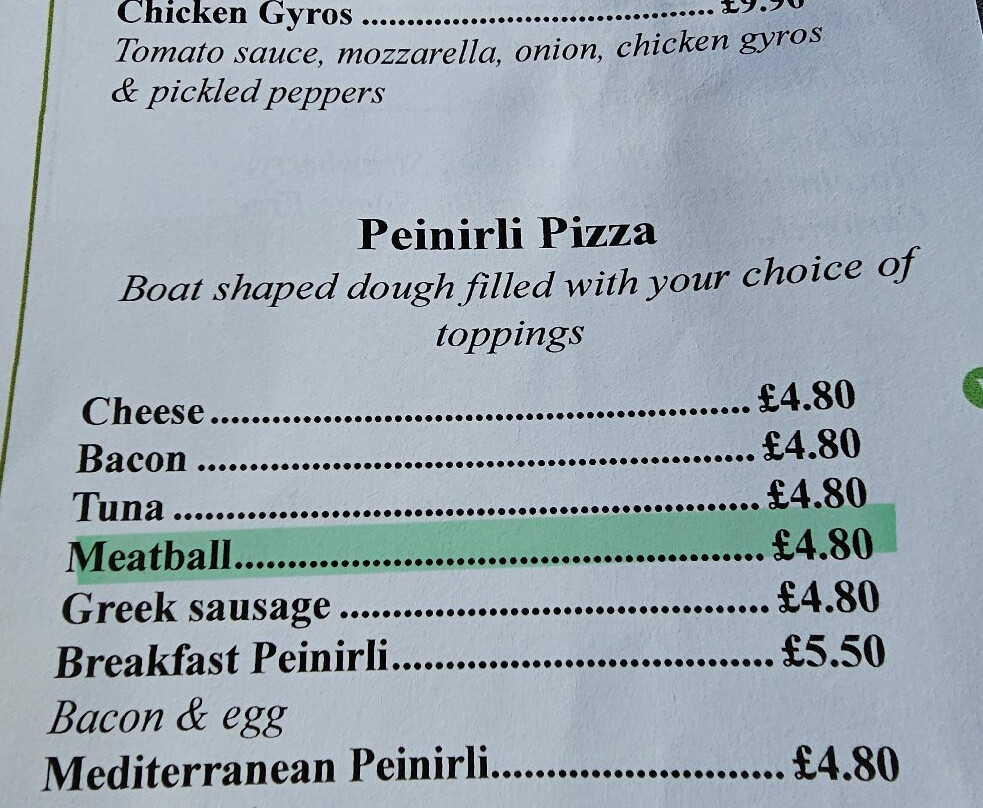 Chicken Gyros ........................................ £9.90
Tomato sauce, mozzarella, onion, chicken gyros
& pickled peppers
Peinirli Pizza
Boat shaped dough filled with your choice of
toppings
Cheese............................................................ £4.80
Bacon .............................................................. £4.80
Tuna ................................................................ £4.80
Meatball........................................................... £4.80
Greek sausage ................................................ £4.80
Breakfast Peinirli........................................... £5.50
Bacon & egg
Mediterranean Peinirli................................. £4.80